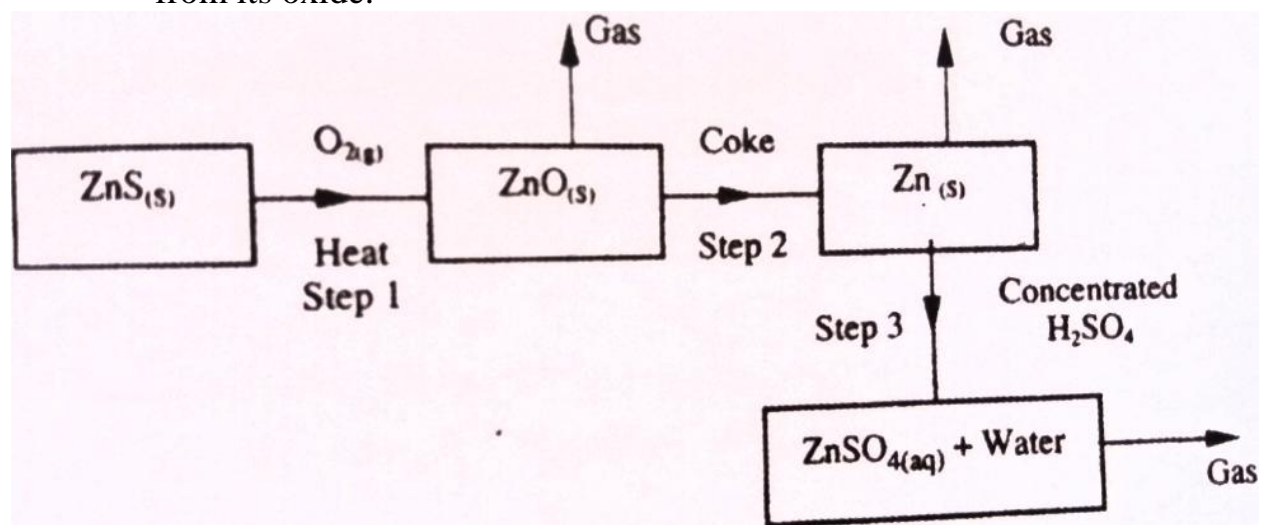 from its oxide.
Gas
Gas
O₂(g)
Coke
ZnS(S)
ZnO(S)
Zn (S)
Heat
Step 1
Step 2
Concentrated
H₂SO₄
Step 3
ZnSO₄(aq) + Water
Gas